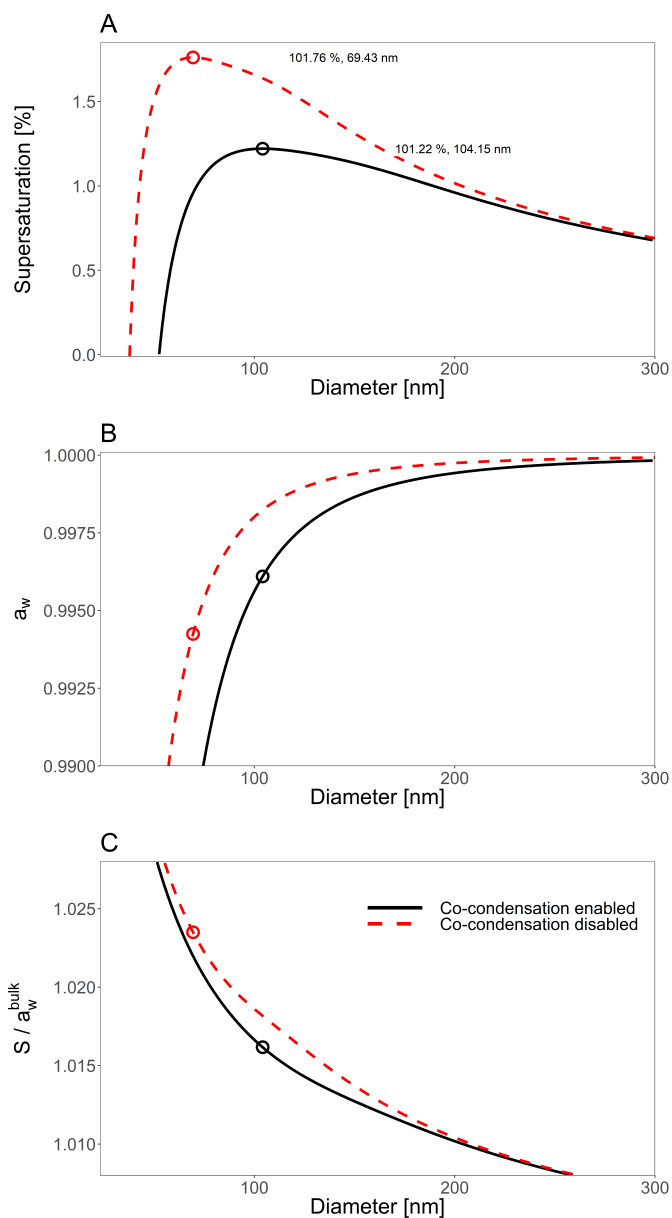 A
Supersaturation [%]
1.5
1.0
0.5
0.0
101.76 %, 69.43 nm
101.22 %, 104.15 nm
100
200
300
Diameter [nm]
B
a_w
1.0000
0.9975
0.9950
0.9925
0.9900
100
200
300
Diameter [nm]
C
S / a_w^bulk
1.025
1.020
1.015
1.010
Co-condensation enabled
Co-condensation disabled
100
200
300
Diameter [nm]